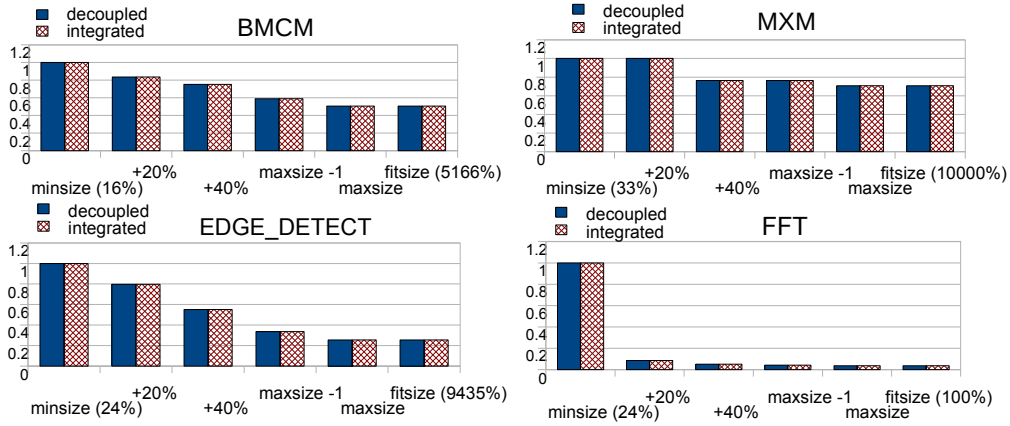 decoupled
integrated
BMCM
1.2
1
0.8
0.6
0.4
0.2
0
+20%
maxsize -1
fitsize (5166%)
minsize (16%)
+40%
maxsize
decoupled
integrated
MXM
1.2
1
0.8
0.6
0.4
0.2
0
+20%
maxsize -1
fitsize (10000%)
minsize (33%)
+40%
maxsize
decoupled
integrated
EDGE_DETECT
1.2
1
0.8
0.6
0.4
0.2
0
+20%
maxsize -1
fitsize (9435%)
minsize (24%)
+40%
maxsize
decoupled
integrated
FFT
1.2
1
0.8
0.6
0.4
0.2
0
+20%
maxsize -1
fitsize (100%)
minsize (24%)
+40%
maxsize